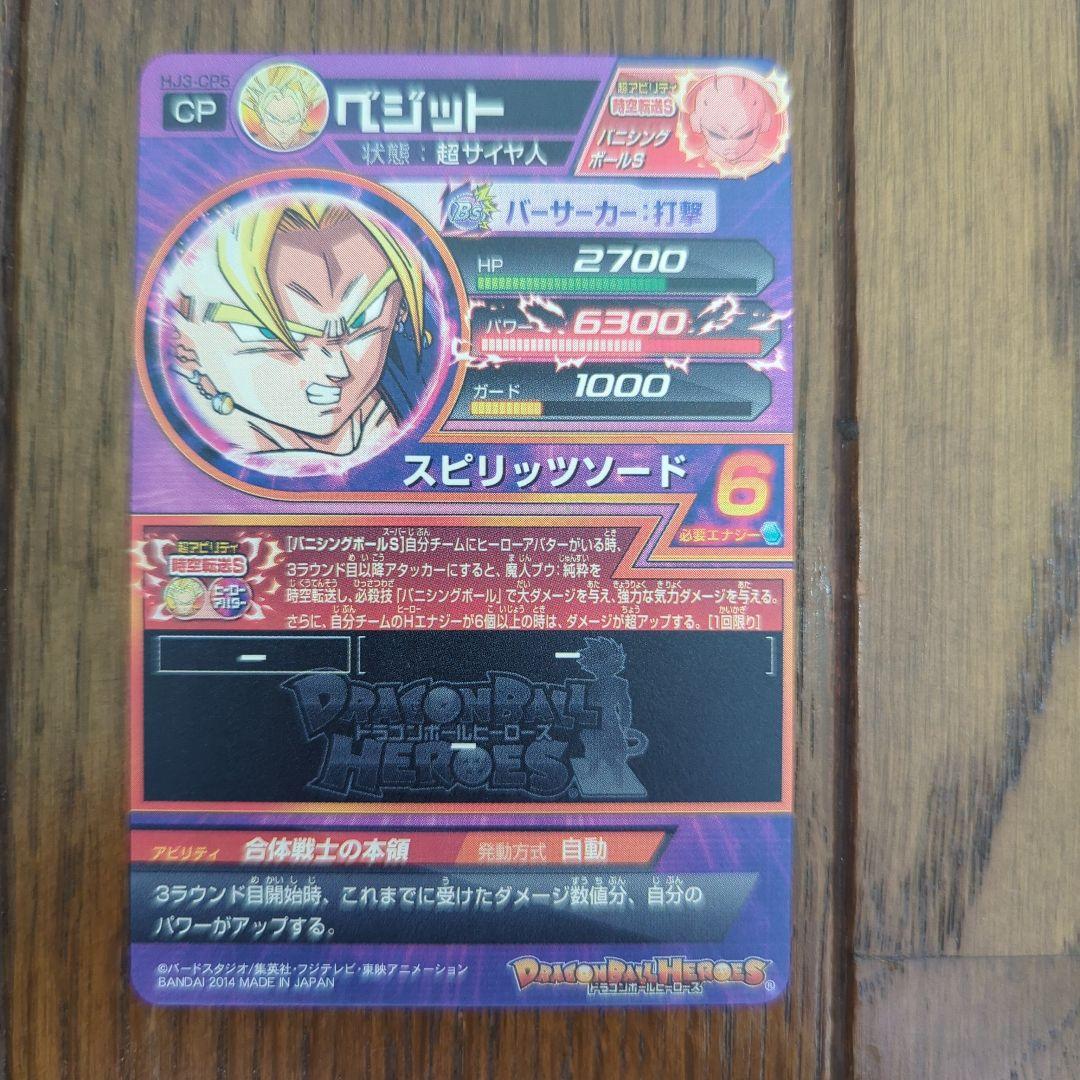 HJ3-CP5
CP
ベジット
状態：超サイヤ人
超アビリティ
時空転送S
バニシング
ボールS
Bs
バーサーカー：打撃
HP 2700
パワー 6300
ガード 1000
スピリッツソード
6
必要エナジー
超アビリティ
時空転送S
ヒーロー
アバター
[バニシングボールS]自分チームにヒーローアバターがいる時、
3ラウンド目以降アタッカーにすると、魔人ブウ：純粋を
時空転送し、必殺技「バニシングボール」で大ダメージを与え、強力な気力ダメージを与える。
さらに、自分チームのHエナジーが6個以上の時は、ダメージが超アップする。[1回限り]
DRAGON BALL
ドラゴンボールヒーローズ
HEROES
アビリティ 合体戦士の本領 発動方式 自動
3ラウンド目開始時、これまでに受けたダメージ数値分、自分の
パワーがアップする。
©バードスタジオ/集英社・フジテレビ・東映アニメーション
BANDAI 2014 MADE IN JAPAN
DRAGON BALL HEROES
ドラゴンボールヒーローズ